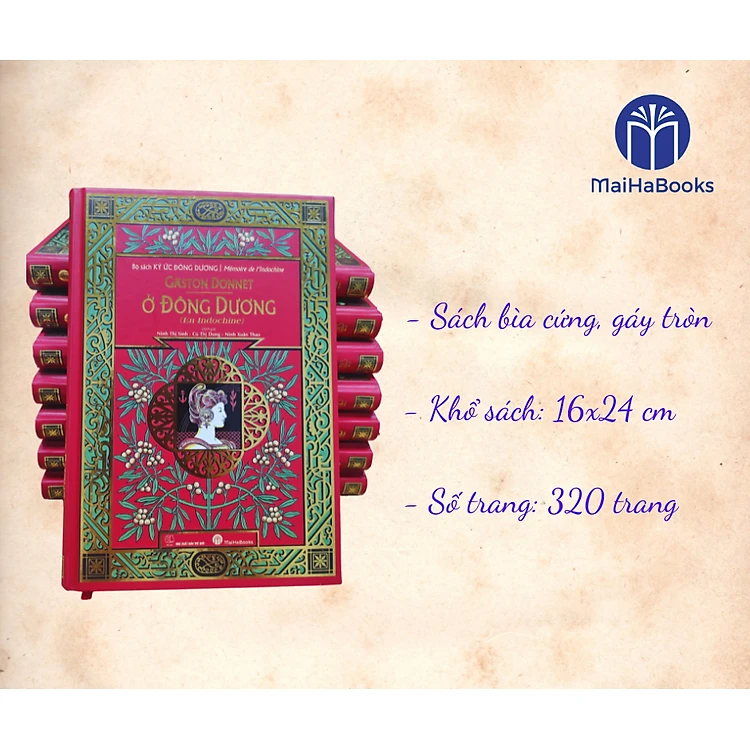 MaiHaBooks
Bộ sách KÝ ỨC ĐÔNG DƯƠNG | Mémoire de l'Indochine
GASTON DONNET
Ở ĐÔNG DƯƠNG
(En Indochine)
Ninh Thị Sinh - Cù Thị Dung - Ninh Xuân Thao
MaiHaBooks
- Sách bìa cứng, gáy tròn
- Khổ sách: 16x24 cm
- Số trang: 320 trang